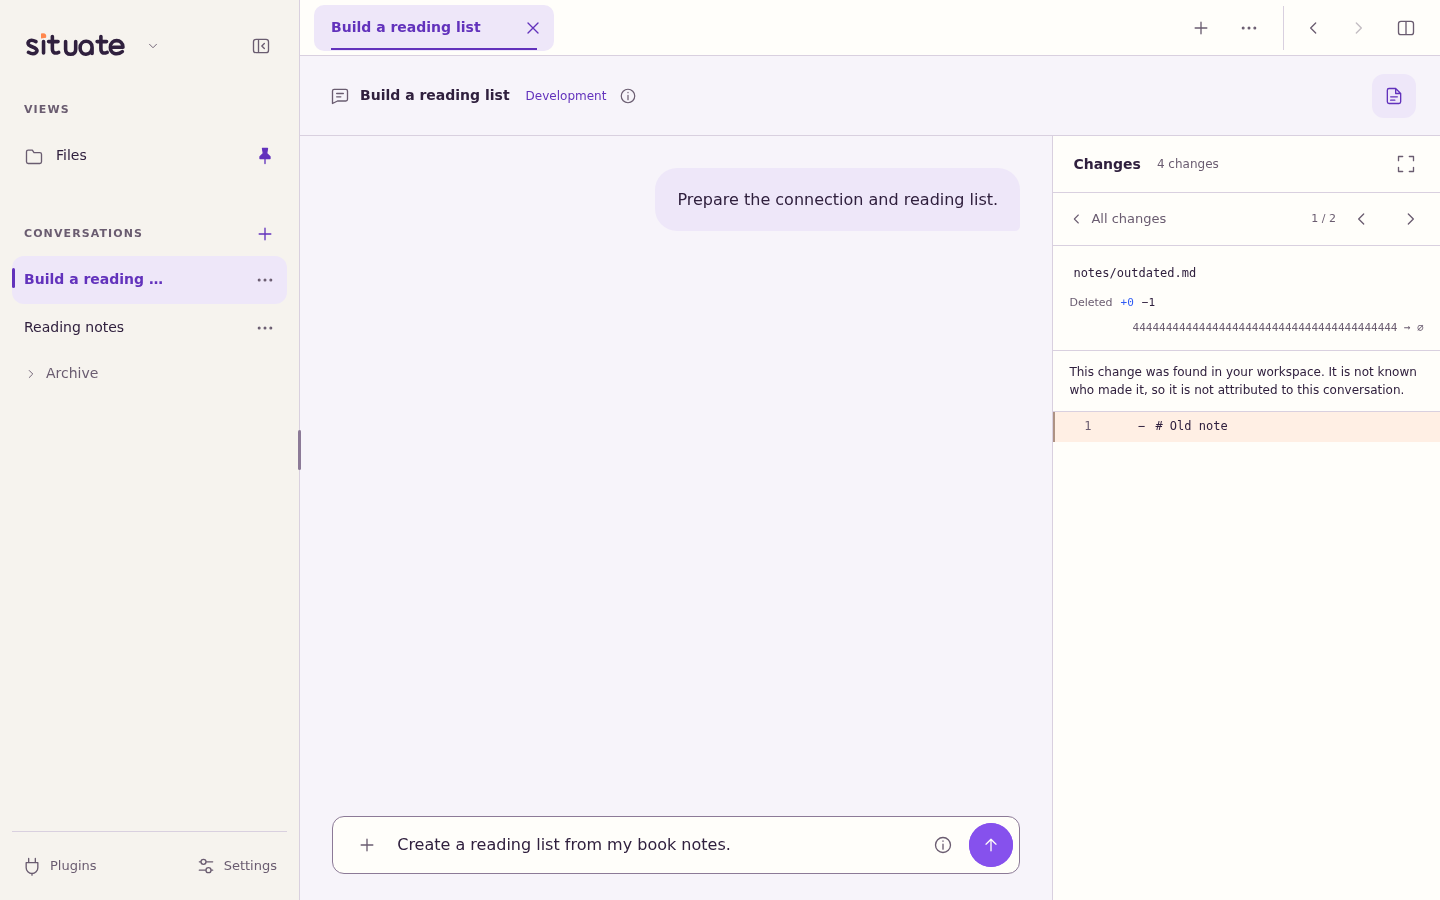 situate
VIEWS
Files
CONVERSATIONS
Build a reading ...
Reading notes
Archive
Plugins
Settings
Build a reading list
Build a reading list
Development
Prepare the connection and reading list.
Create a reading list from my book notes.
Changes
4 changes
All changes
1 / 2
notes/outdated.md
Deleted +0 −1
4444444444444444444444444444444444444444 → ∅
This change was found in your workspace. It is not known
who made it, so it is not attributed to this conversation.
1 − # Old note